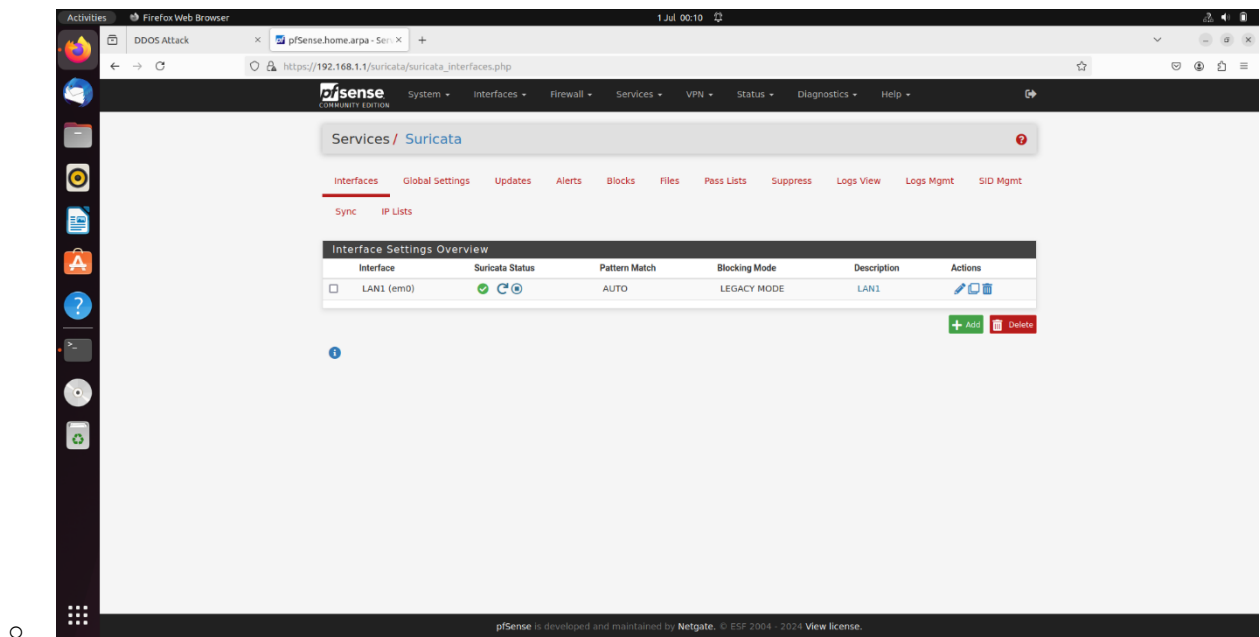 Activities Firefox Web Browser 1 Jul 00:10
DDOS Attack × pfSense.home.arpa - Serv × +
https://192.168.1.1/suricata/suricata_interfaces.php
pfsense System Interfaces Firewall Services VPN Status Diagnostics Help
COMMUNITY EDITION
Services / Suricata
Interfaces Global Settings Updates Alerts Blocks Files Pass Lists Suppress Logs View Logs Mgmt SID Mgmt
Sync IP Lists
Interface Settings Overview
Interface Suricata Status Pattern Match Blocking Mode Description Actions
LAN1 (em0) AUTO LEGACY MODE LAN1
+ Add Delete
pfSense is developed and maintained by Netgate. © ESF 2004 - 2024 View license.